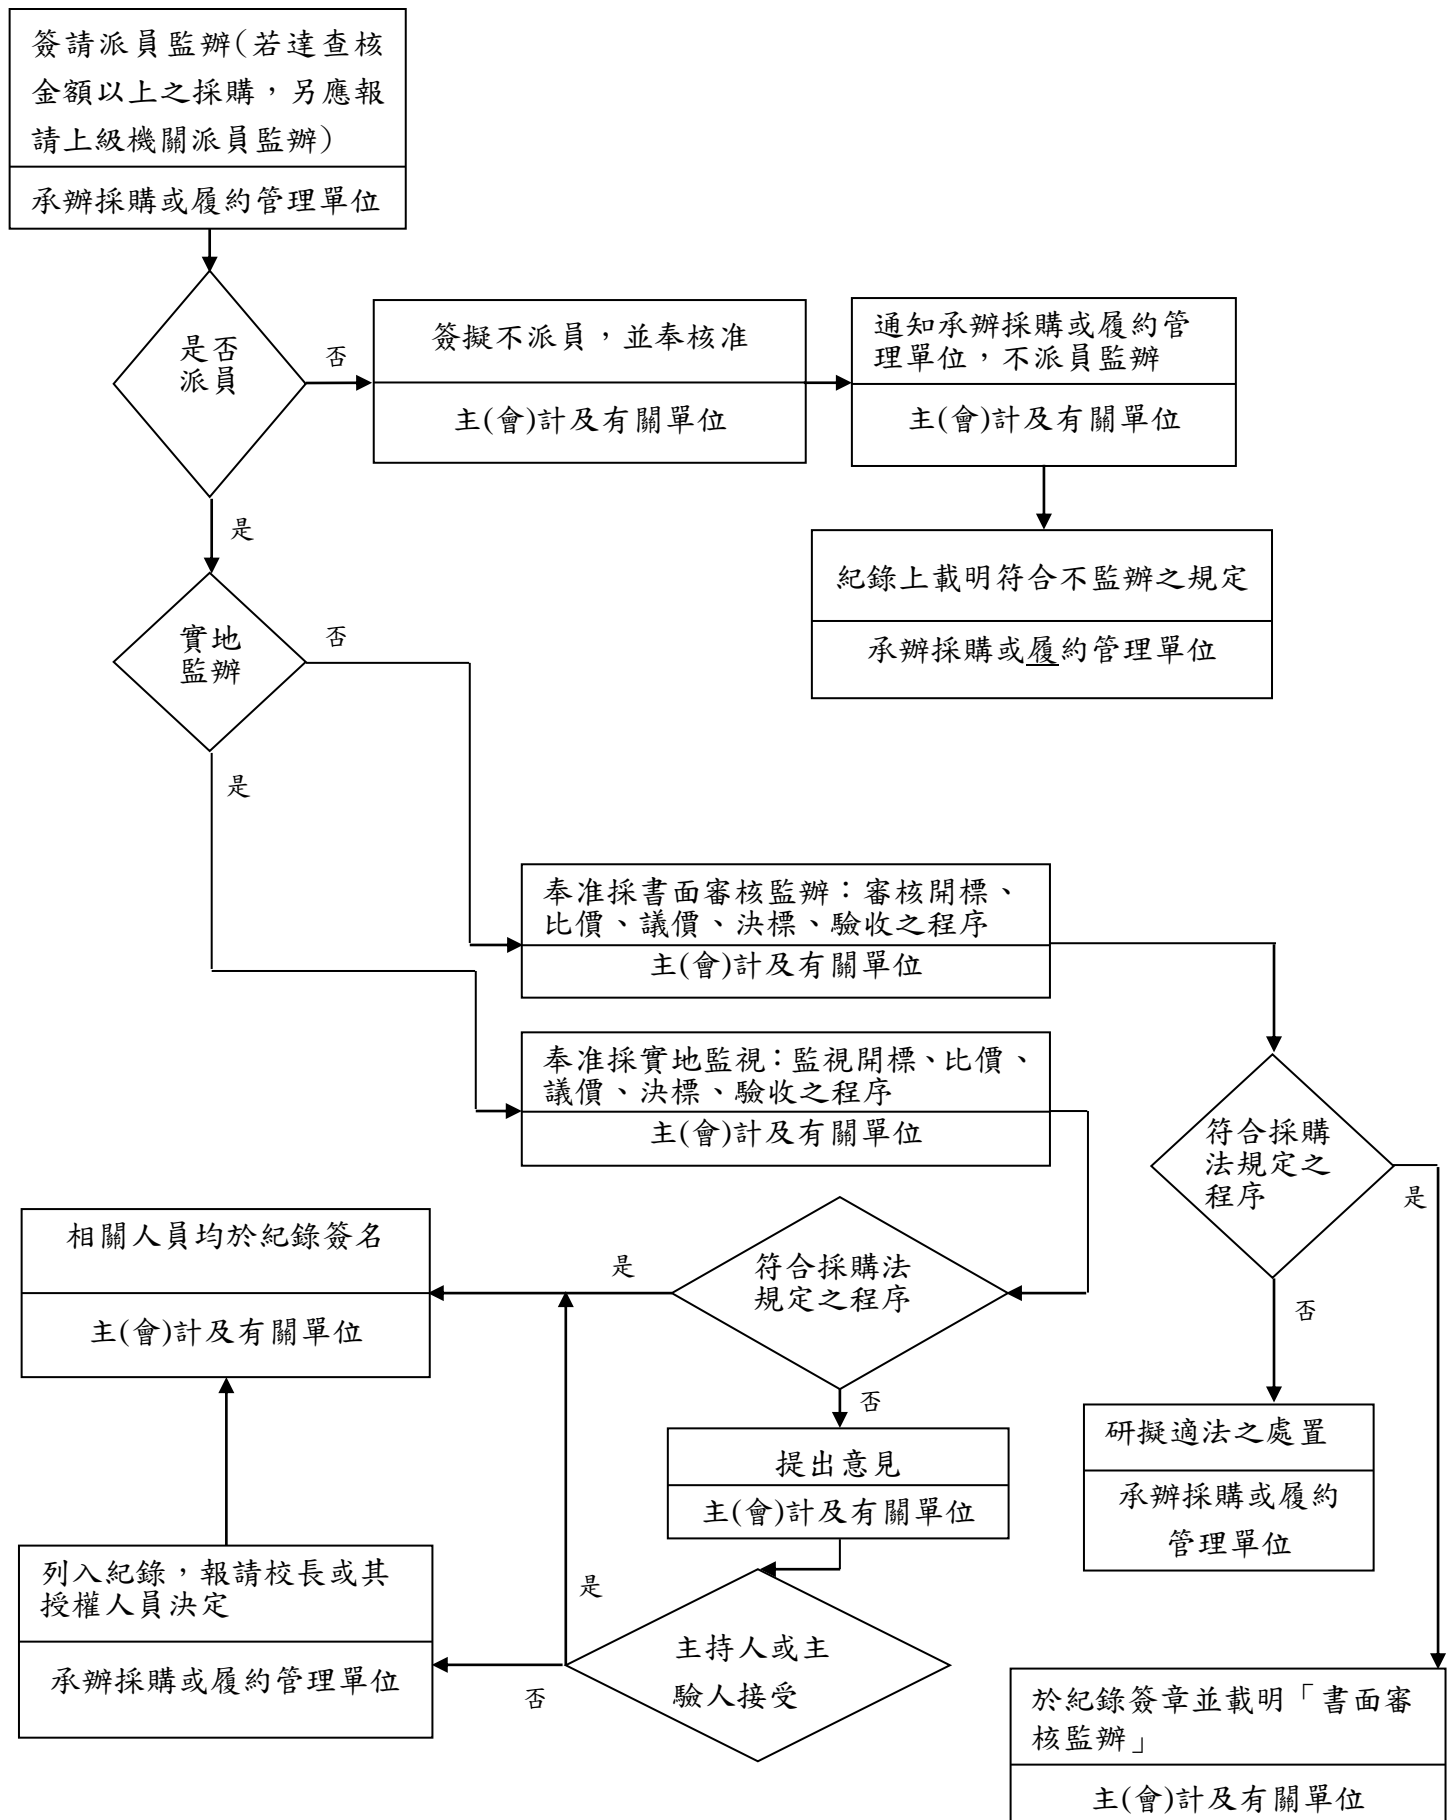 簽請派員監辦(若達查核
金額以上之採購，另應報
請上級機關派員監辦)
承辦採購或履約管理單位
是否
派員
否
簽擬不派員，並奉核准
主(會)計及有關單位
通知承辦採購或履約管
理單位，不派員監辦
主(會)計及有關單位
是
紀錄上載明符合不監辦之規定
承辦採購或履約管理單位
實地
監辦
否
是
奉准採書面審核監辦：審核開標、
比價、議價、決標、驗收之程序
主(會)計及有關單位
奉准採實地監視：監視開標、比價、
議價、決標、驗收之程序
主(會)計及有關單位
符合採購
法規定之
程序
是
否
相關人員均於紀錄簽名
主(會)計及有關單位
是
符合採購法
規定之程序
否
提出意見
主(會)計及有關單位
研擬適法之處置
承辦採購或履約
管理單位
列入紀錄，報請校長或其
授權人員決定
承辦採購或履約管理單位
是
否
主持人或主
驗人接受
於紀錄簽章並載明「書面審
核監辦」
主(會)計及有關單位